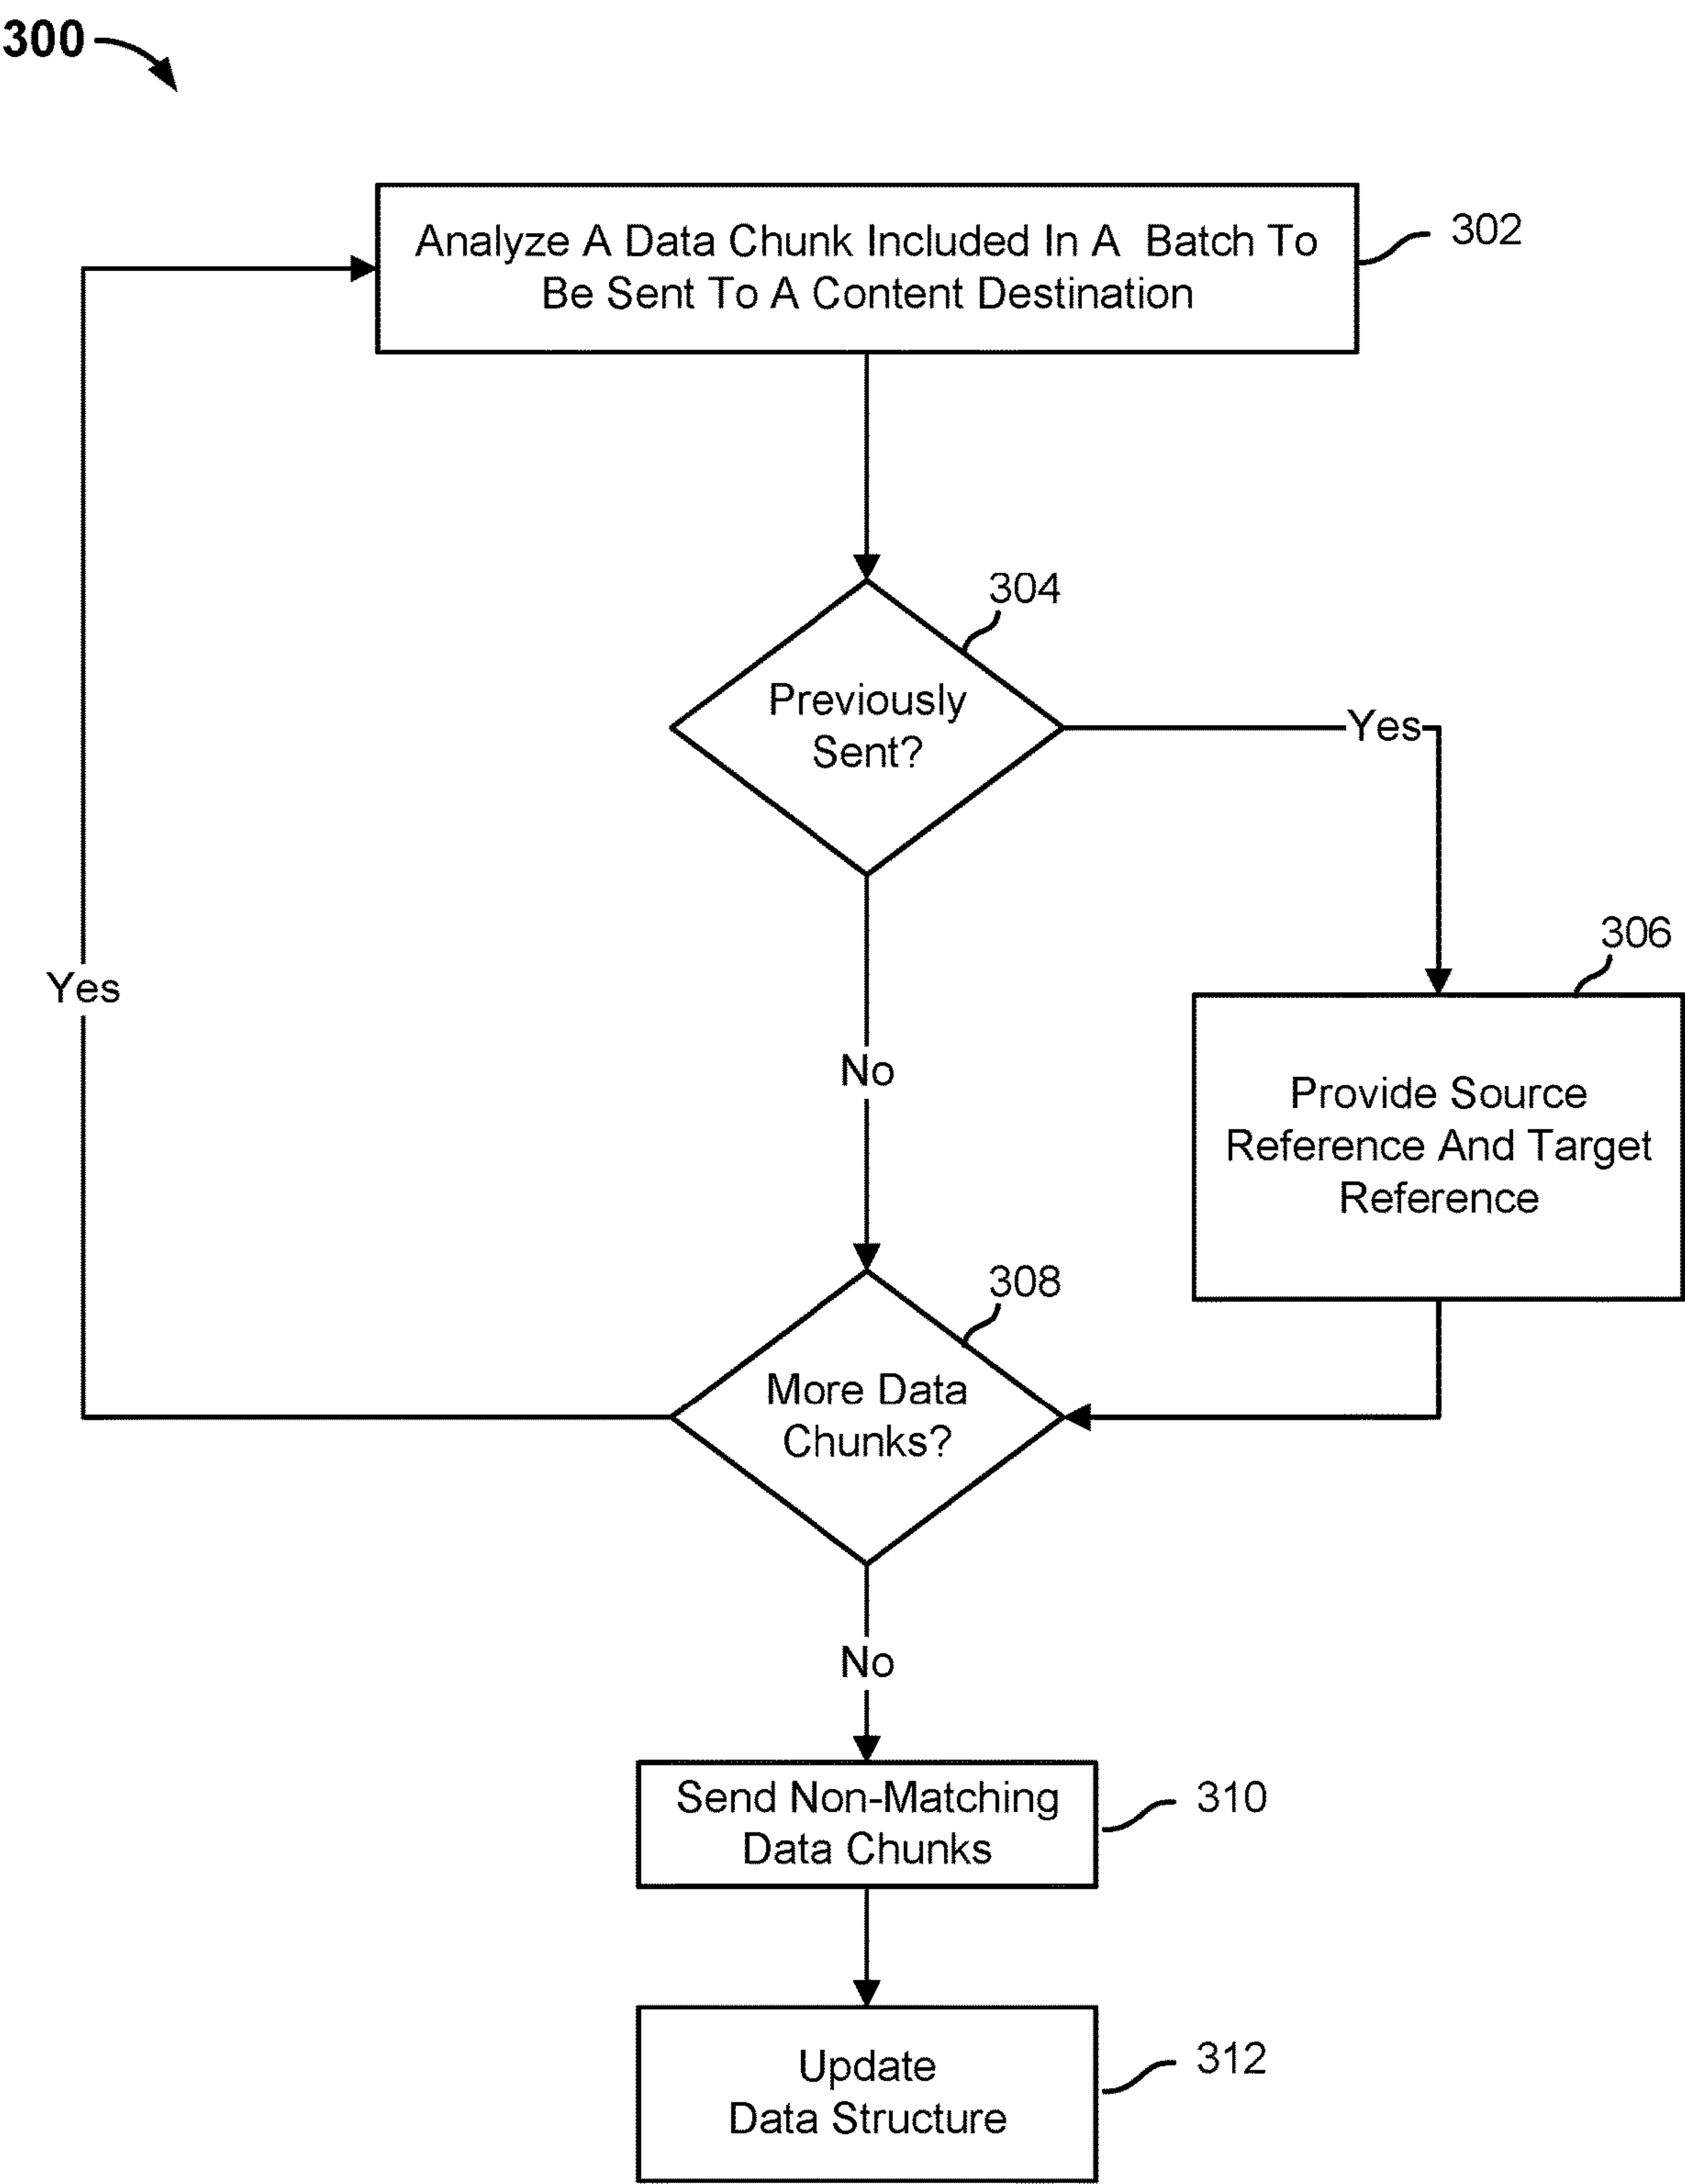 300
Analyze A Data Chunk Included In A Batch To
Be Sent To A Content Destination
302
304
Previously
Sent?
Yes
306
Yes
No
Provide Source
Reference And Target
Reference
308
More Data
Chunks?
No
Send Non-Matching
Data Chunks
310
Update
Data Structure
312